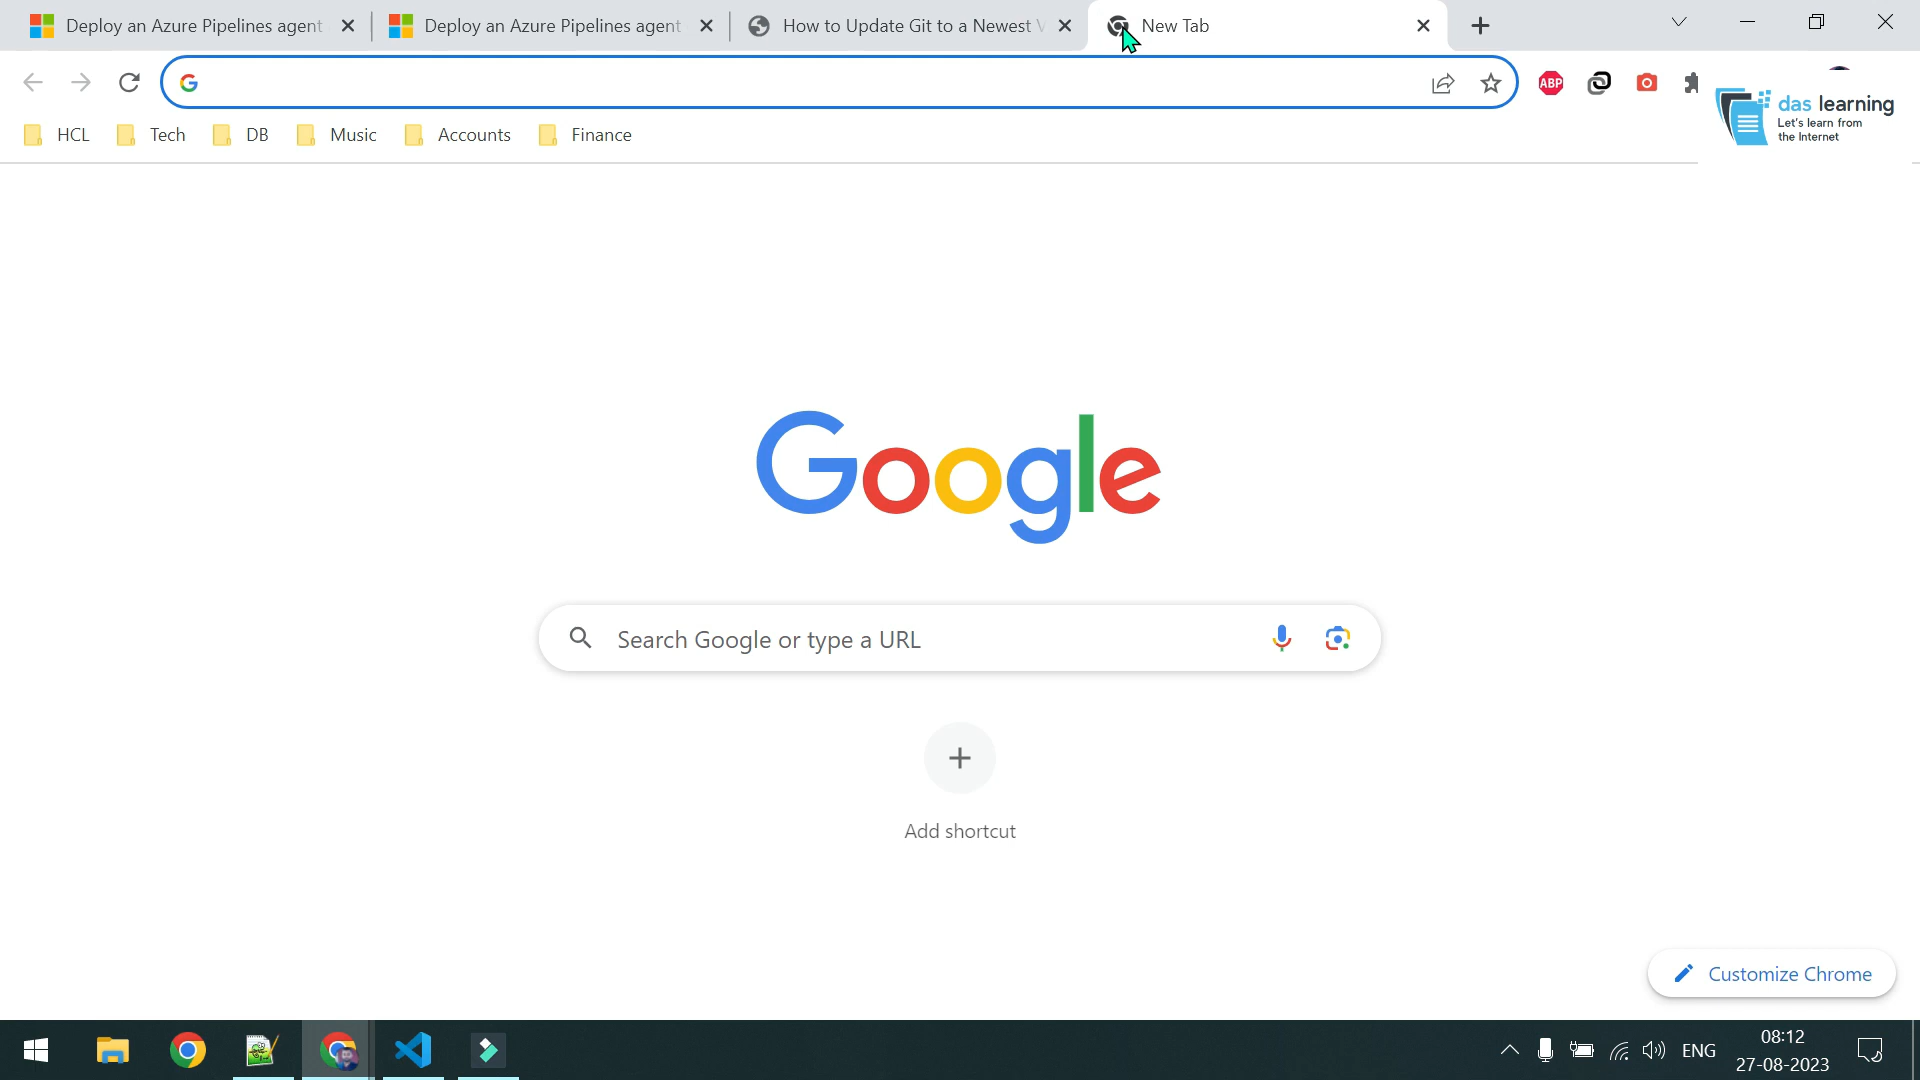 Deploy an Azure Pipelines agent
Deploy an Azure Pipelines agent
How to Update Git to a Newest V
New Tab
ABP
HCL
Tech
DB
Music
Accounts
Finance
das learning
Let's learn from
the Internet
Google
Search Google or type a URL
Add shortcut
Customize Chrome
ENG
08:12
27-08-2023